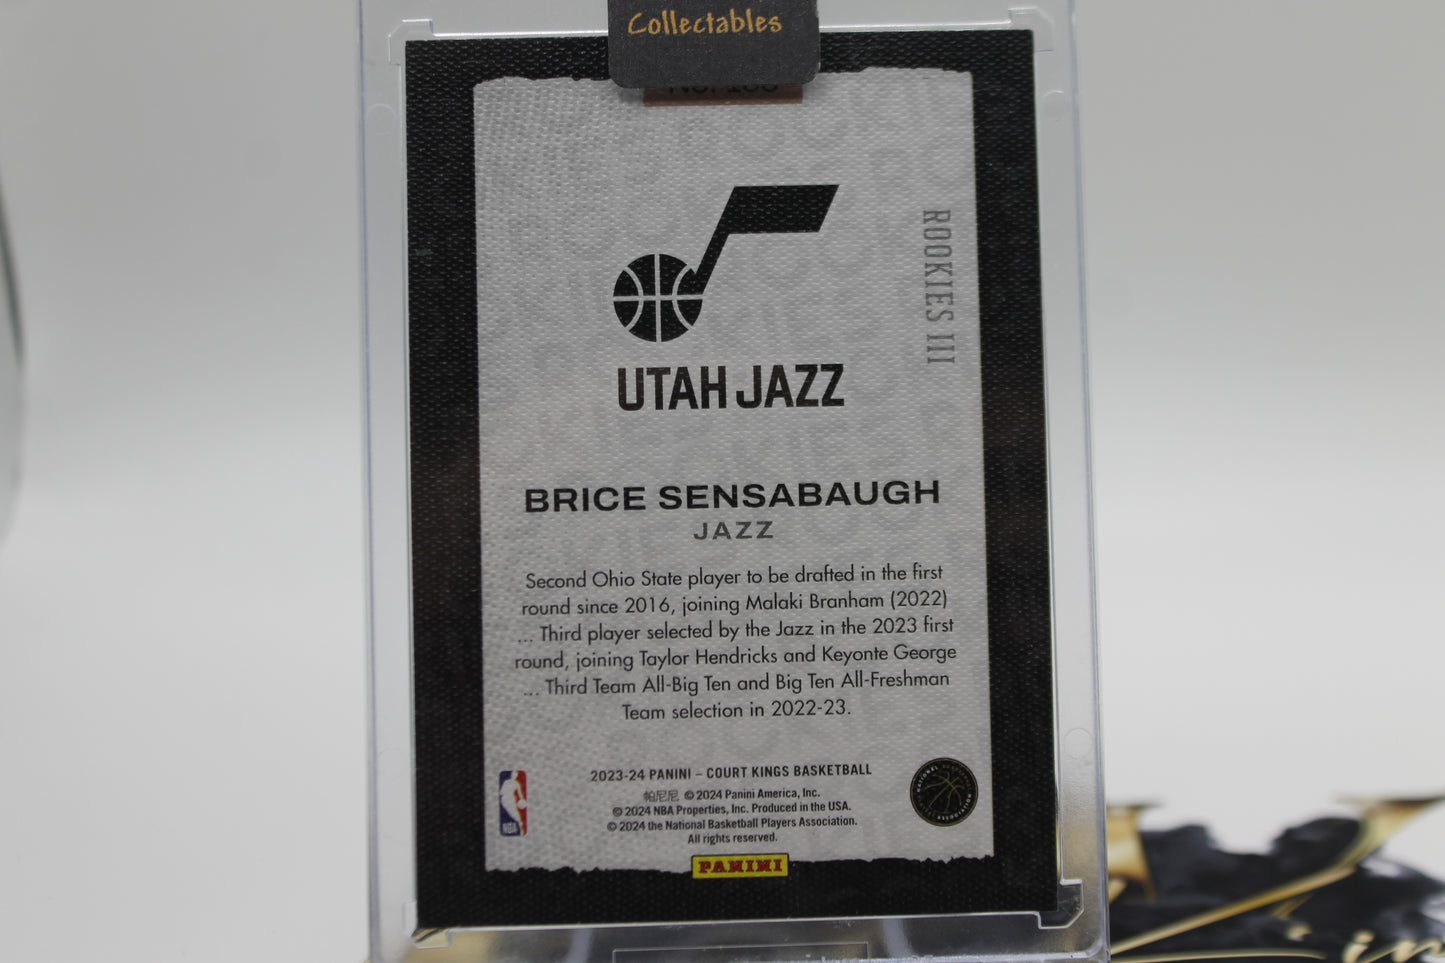 Collectables
ROOKIES III
UTAH JAZZ
BRICE SENSABAUGH
JAZZ
Second Ohio State player to be drafted in the first
round since 2016, joining Malaki Branham (2022)
... Third player selected by the Jazz in the 2023 first
round, joining Taylor Hendricks and Keyonte George
... Third Team All-Big Ten and Big Ten All-Freshman
Team selection in 2022-23.
2023-24 PANINI – COURT KINGS BASKETBALL
帕尼尼 © 2024 Panini America, Inc.
© 2024 NBA Properties, Inc. Produced in the USA.
© 2024 the National Basketball Players Association.
All rights reserved.
NBA
PANINI